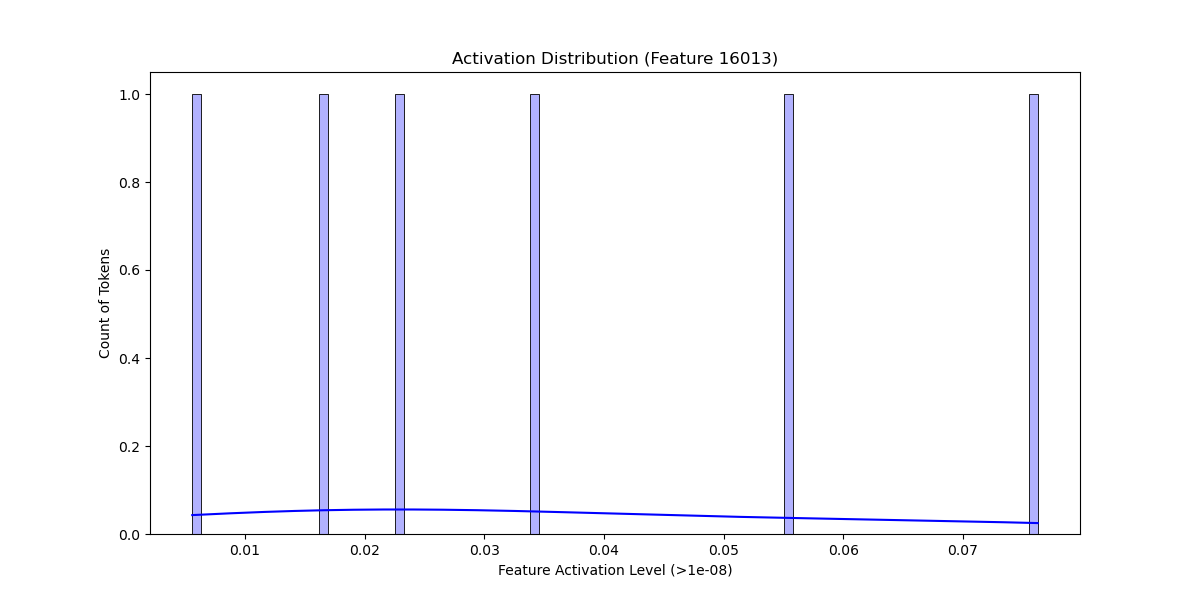 Activation Distribution (Feature 16013)
1.0
0.8
0.6
0.4
0.2
0.0
Count of Tokens
0.01 0.02 0.03 0.04 0.05 0.06 0.07
Feature Activation Level (>1e-08)